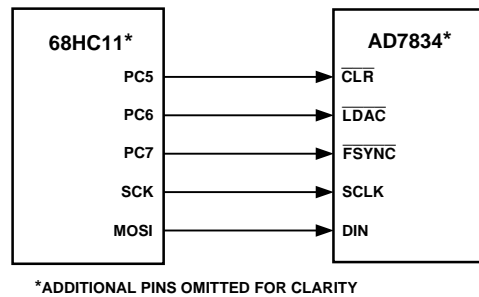 68HC11*
AD7834*
PC5
CLR
PC6
LDAC
PC7
FSYNC
SCK
SCLK
MOSI
DIN
*ADDITIONAL PINS OMITTED FOR CLARITY